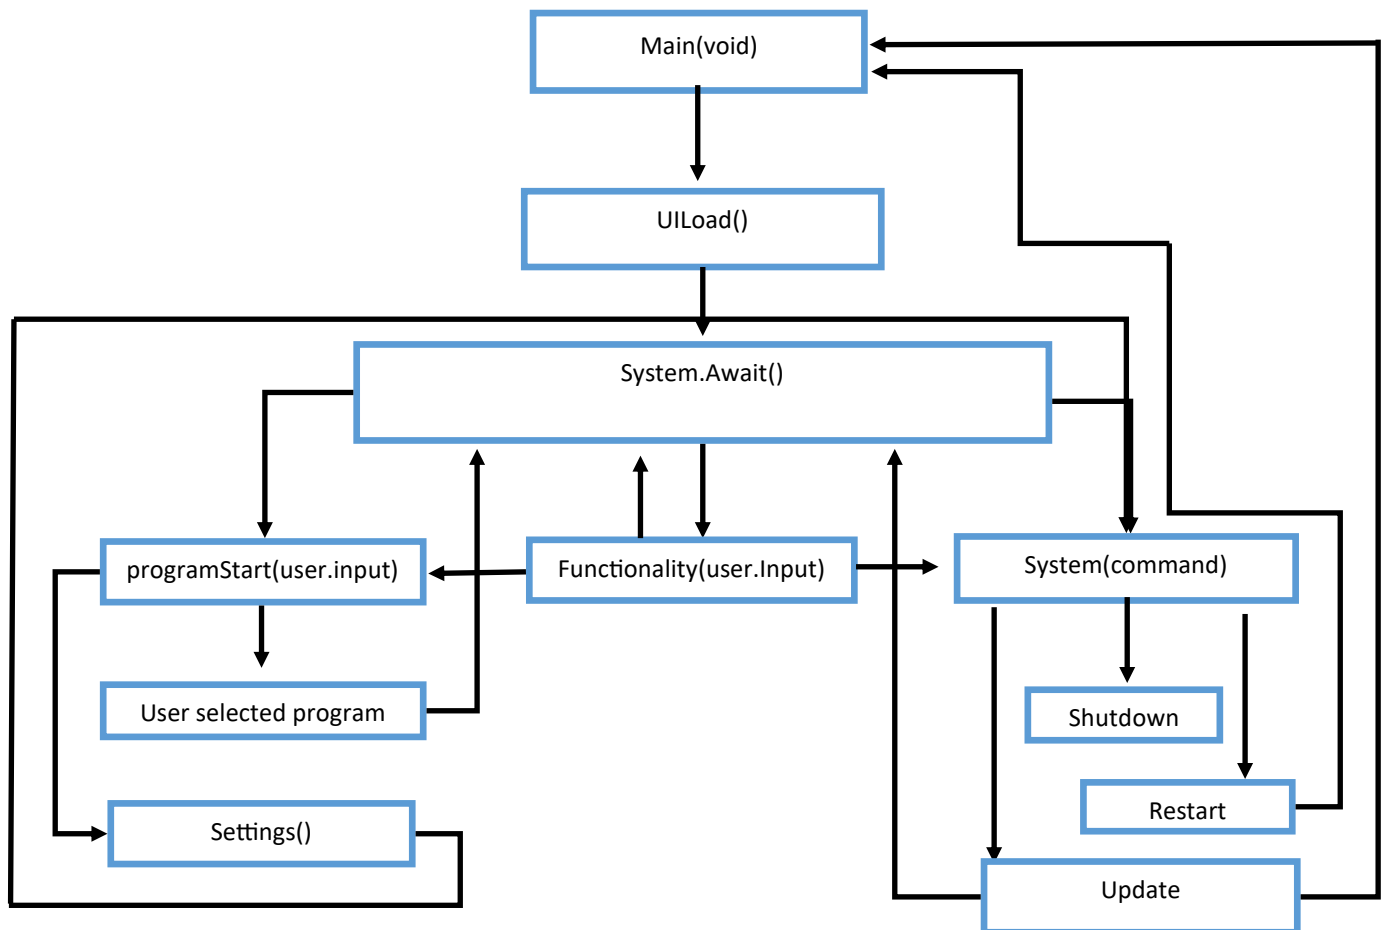 Main(void)
UILoad()
System.Await()
programStart(user.input)
Functionality(user.Input)
System(command)
User selected program
Shutdown
Settings()
Restart
Update